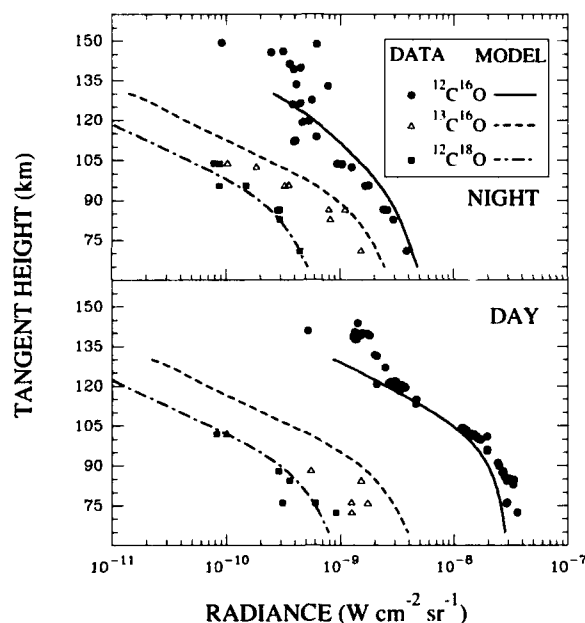 DATA MODEL
¹²C¹⁶O
¹³C¹⁶O
¹²C¹⁸O
NIGHT
150
135
120
105
90
75
DAY
150
135
120
105
90
75
TANGENT HEIGHT (km)
10⁻¹¹ 10⁻¹⁰ 10⁻⁹ 10⁻⁸ 10⁻⁷
RADIANCE (W cm⁻² sr⁻¹)